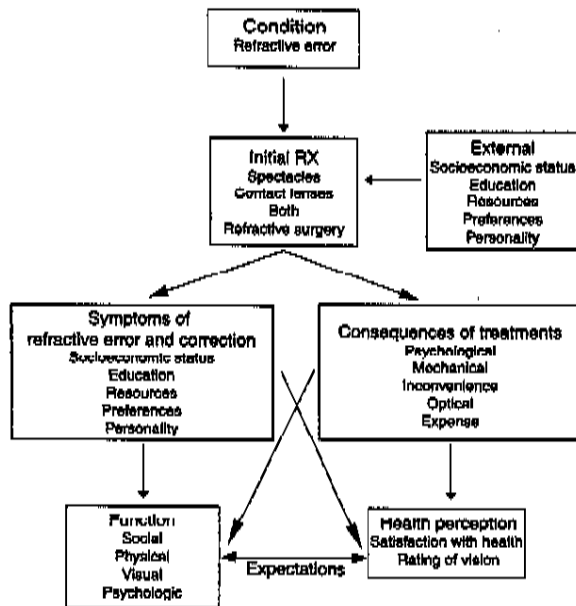 Condition
Refractive error
Initial RX
Spectacles
Contact lenses
Both
Refractive surgery
External
Socioeconomic status
Education
Resources
Preferences
Personality
Symptoms of
refractive error and correction
Socioeconomic status
Education
Resources
Preferences
Personality
Consequences of treatments
Psychological
Mechanical
Inconvenience
Optical
Expense
Function
Social
Physical
Visual
Psychologic
Expectations
Health perception
Satisfaction with health
Rating of vision